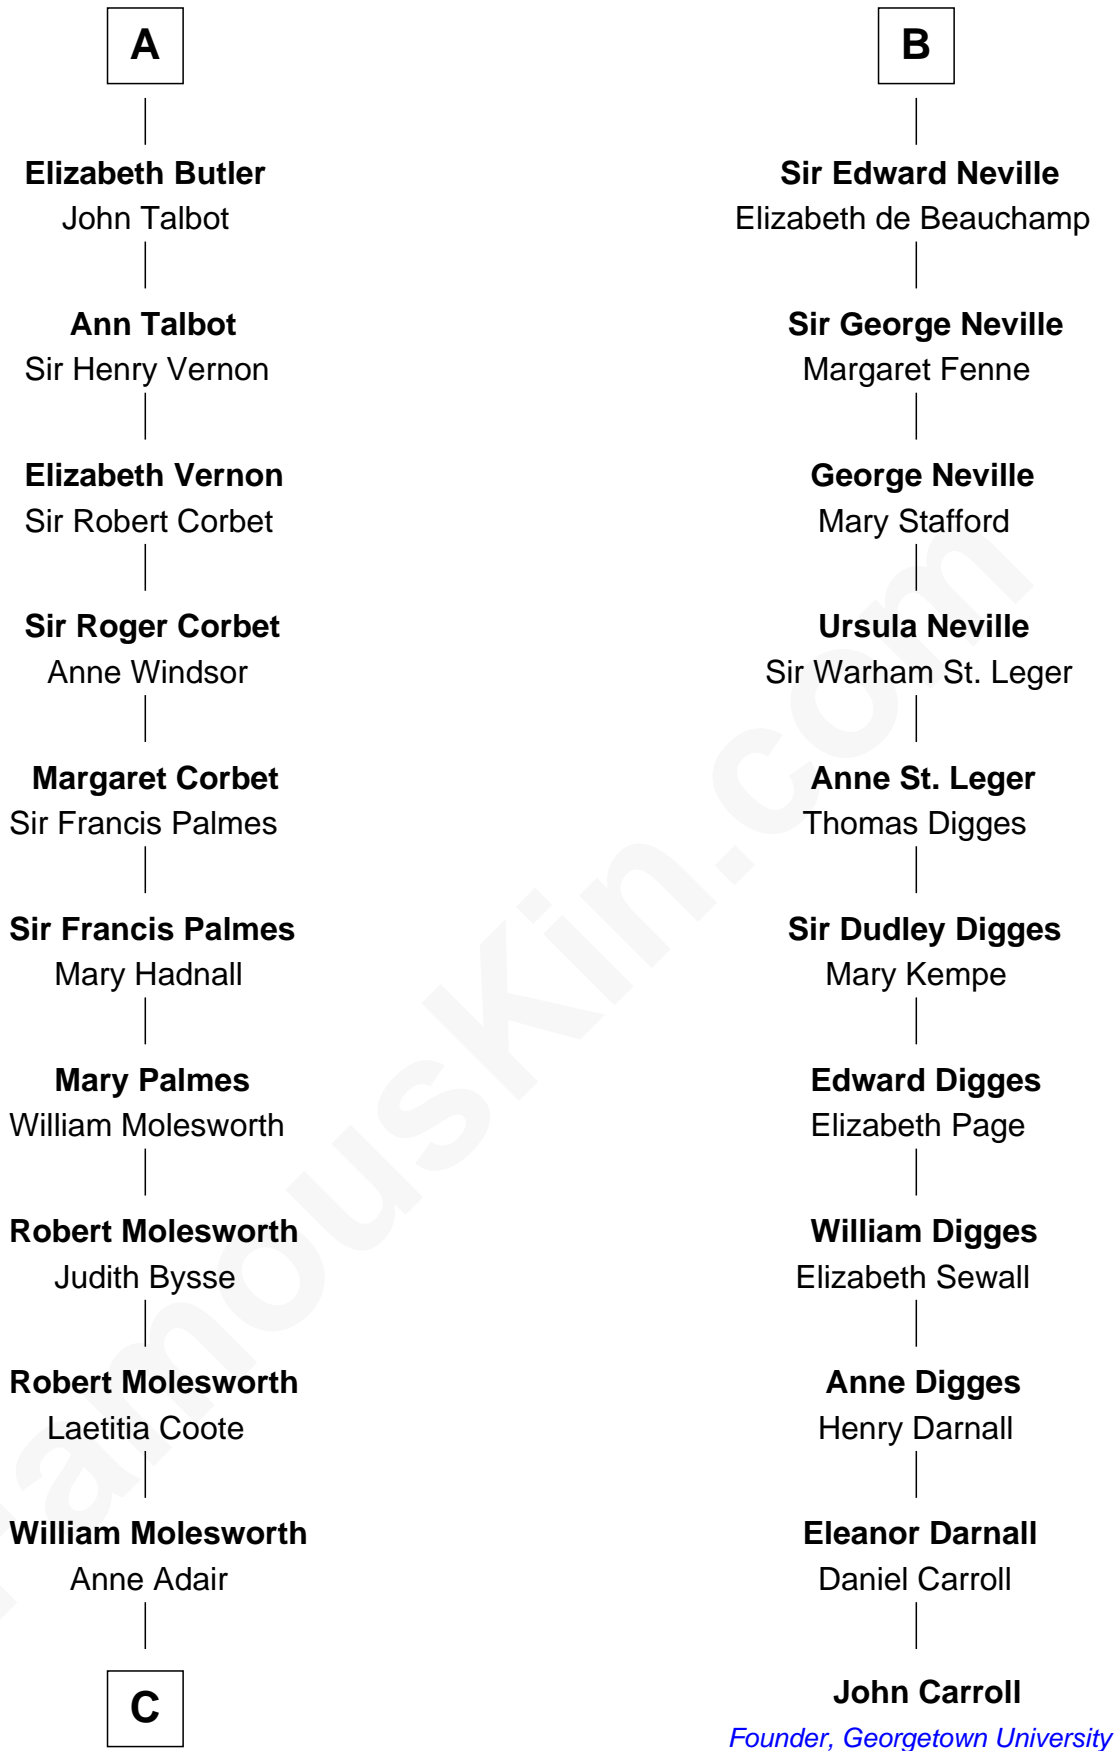 A
Elizabeth Butler
John Talbot
Ann Talbot
Sir Henry Vernon
Elizabeth Vernon
Sir Robert Corbet
Sir Roger Corbet
Anne Windsor
Margaret Corbet
Sir Francis Palmes
Sir Francis Palmes
Mary Hadnall
Mary Palmes
William Molesworth
Robert Molesworth
Judith Bysse
Robert Molesworth
Laetitia Coote
William Molesworth
Anne Adair
C
B
Sir Edward Neville
Elizabeth de Beauchamp
Sir George Neville
Margaret Fenne
George Neville
Mary Stafford
Ursula Neville
Sir Warham St. Leger
Anne St. Leger
Thomas Digges
Sir Dudley Digges
Mary Kempe
Edward Digges
Elizabeth Page
William Digges
Elizabeth Sewall
Anne Digges
Henry Darnall
Eleanor Darnall
Daniel Carroll
John Carroll
Founder, Georgetown University
FamousKin.com